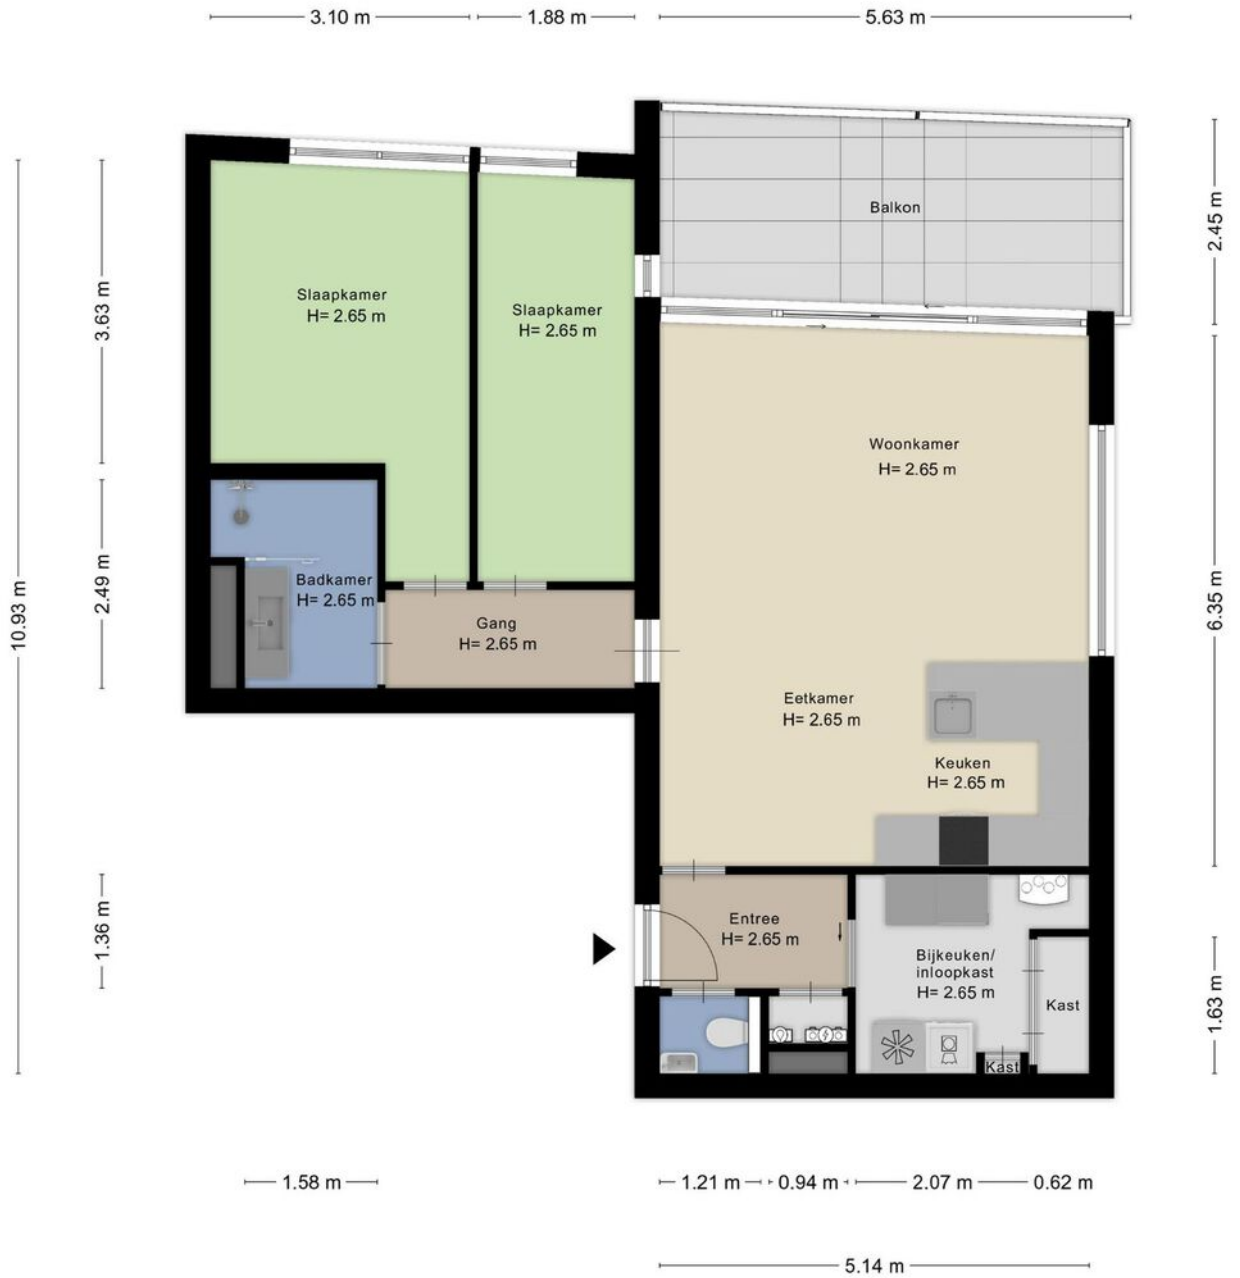 3.10 m
1.88 m
5.63 m
Balkon
2.45 m
Slaapkamer
H= 2.65 m
Slaapkamer
H= 2.65 m
3.63 m
Woonkamer
H= 2.65 m
10.93 m
2.49 m
Badkamer
H= 2.65 m
Gang
H= 2.65 m
6.35 m
Eetkamer
H= 2.65 m
Keuken
H= 2.65 m
1.36 m
Entree
H= 2.65 m
Bijkeuken/
inloopkast
H= 2.65 m
Kast
Kast
1.63 m
1.58 m
1.21 m
0.94 m
2.07 m
0.62 m
5.14 m